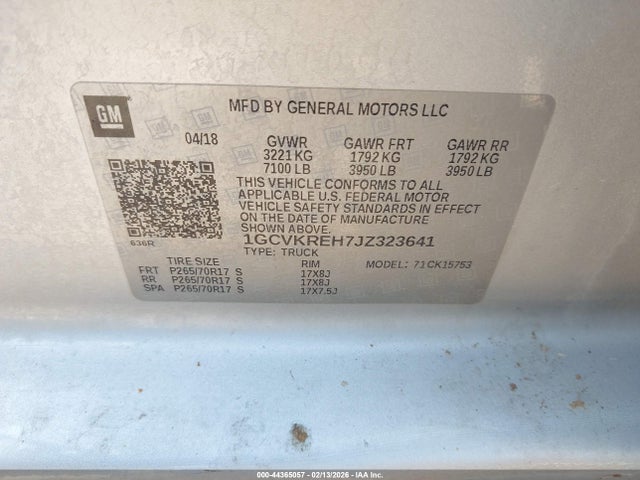 GM
MFD BY GENERAL MOTORS LLC
04/18 GVWR GAWR FRT GAWR RR
3221 KG 1792 KG 1792 KG
7100 LB 3950 LB 3950 LB
THIS VEHICLE CONFORMS TO ALL
APPLICABLE U.S. FEDERAL MOTOR
VEHICLE SAFETY STANDARDS IN EFFECT
ON THE DATE OF MANUFACTURE
SHOWN ABOVE.
636R 1GCVKREH7JZ323641
TYPE: TRUCK
TIRE SIZE RIM MODEL: 71CK15753
FRT P265/70R17 S 17X8J
RR P265/70R17 S 17X8J
SPA P265/70R17 S 17X7.5J
000-44365057 - 02/13/2026 - IAA Inc.